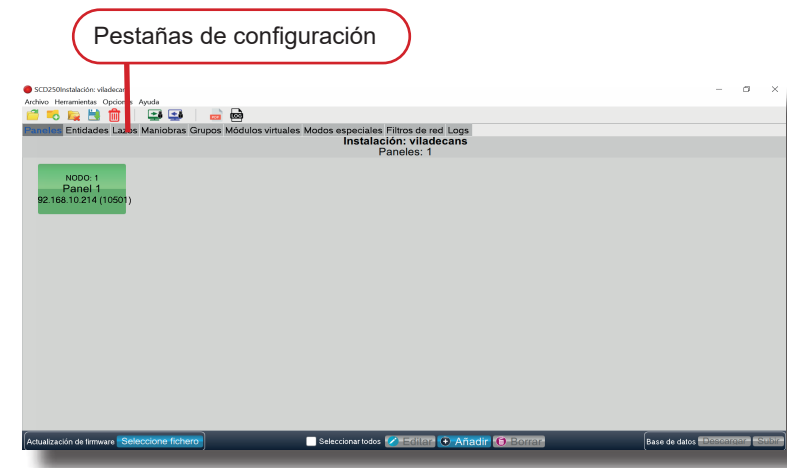 Pestañas de configuración
SCD250Instalación: viladecans
Archivo Herramientas Opciones Ayuda
LOG
Paneles Entidades Lazos Maniobras Grupos Módulos virtuales Modos especiales Filtros de red Logs
Instalación: viladecans
Paneles: 1
NODO: 1
Panel 1
92.168.10.214 (10501)
Actualización de firmware Seleccione fichero Seleccionar todos Editar Añadir Borrar Base de datos Descargar Subir